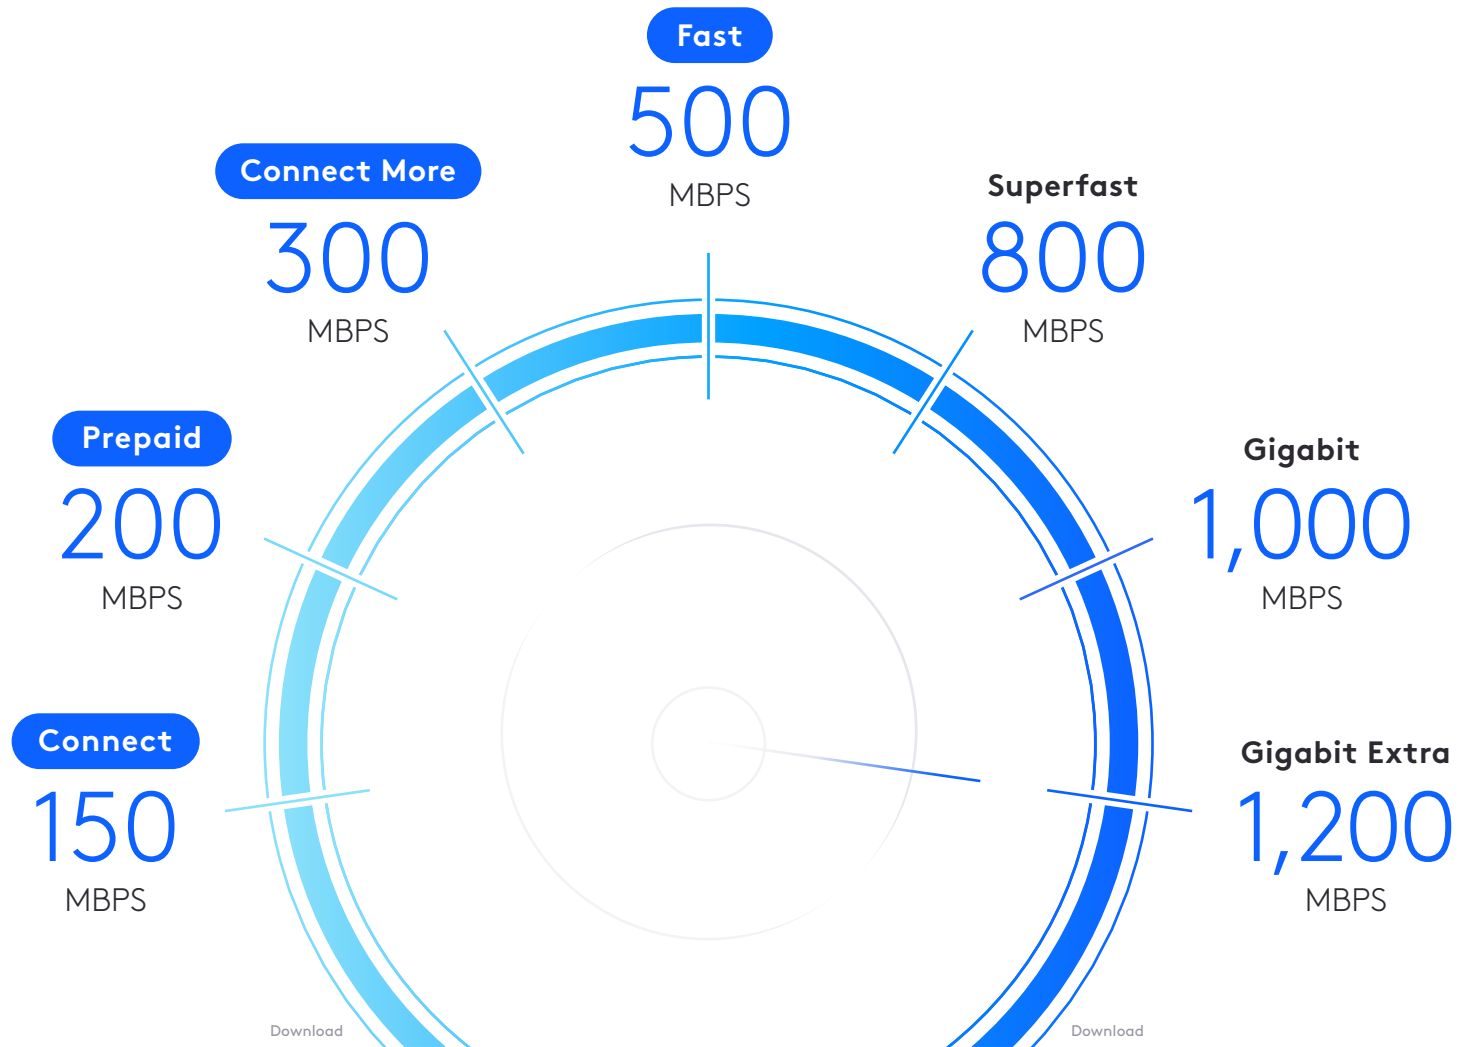 Fast
500
MBPS
Connect More
300
MBPS
Superfast
800
MBPS
Prepaid
200
MBPS
Gigabit
1,000
MBPS
Connect
150
MBPS
Gigabit Extra
1,200
MBPS
Download
Download